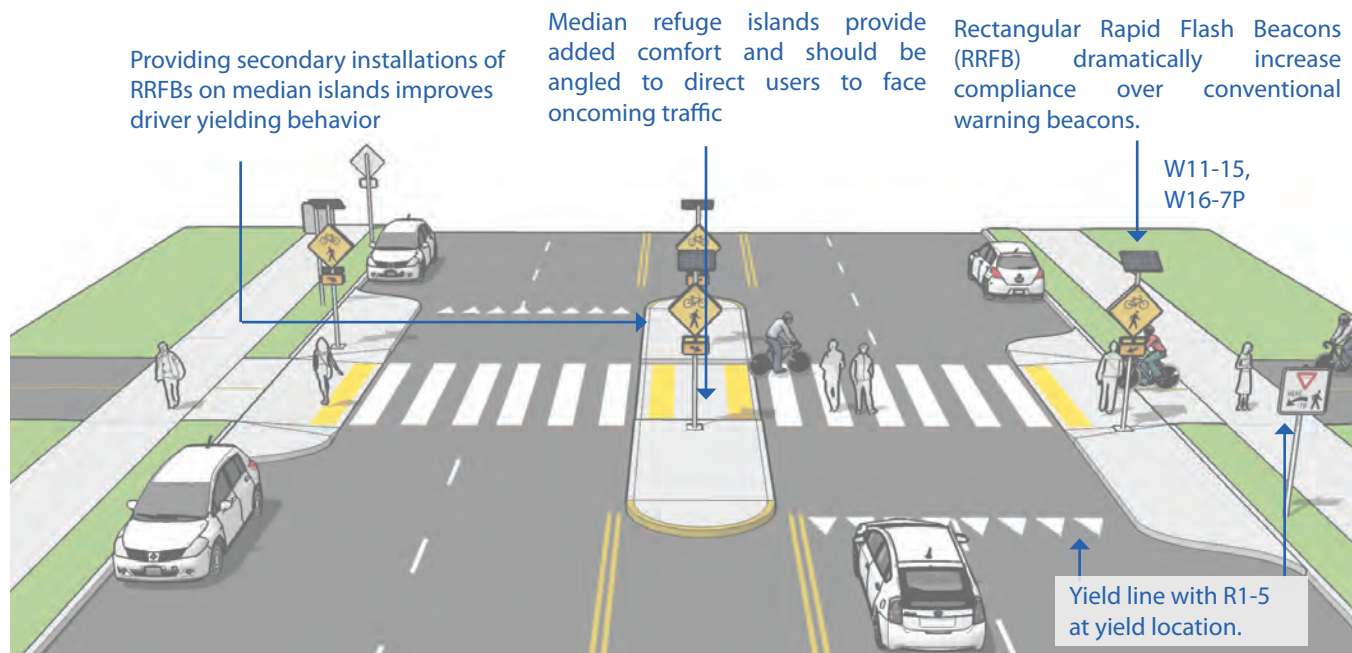 Providing secondary installations of
RRFBs on median islands improves
driver yielding behavior
Median refuge islands provide
added comfort and should be
angled to direct users to face
oncoming traffic
Rectangular Rapid Flash Beacons
(RRFB) dramatically increase
compliance over conventional
warning beacons.
W11-15,
W16-7P
HERE
TO
Yield line with R1-5
at yield location.